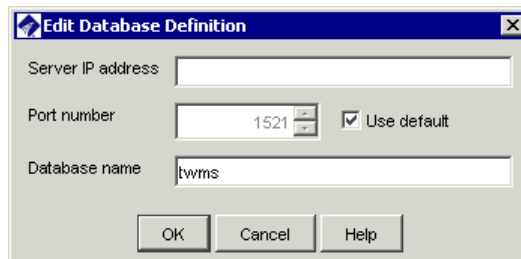 Edit Database Definition
Server IP address
Port number 1521 Use default
Database name twms
OK Cancel Help